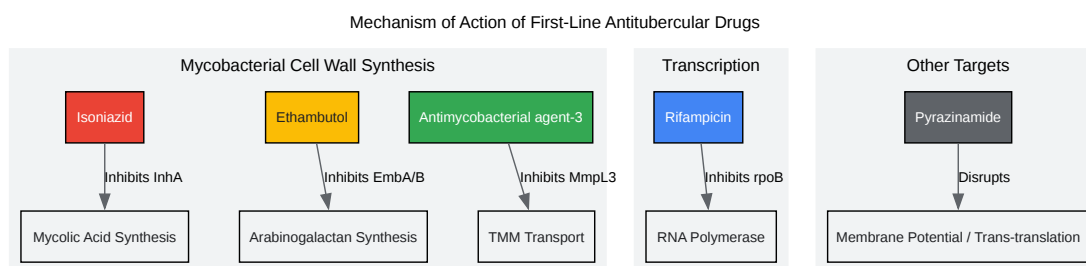 Mechanism of Action of First-Line Antitubercular Drugs
Mycobacterial Cell Wall Synthesis
Transcription
Other Targets
Isoniazid
Ethambutol
Antimycobacterial agent-3
Rifampicin
Pyrazinamide
Inhibits InhA
Inhibits EmbA/B
Inhibits MmpL3
Inhibits rpoB
Disrupts
Mycolic Acid Synthesis
Arabinogalactan Synthesis
TMM Transport
RNA Polymerase
Membrane Potential / Trans-translation